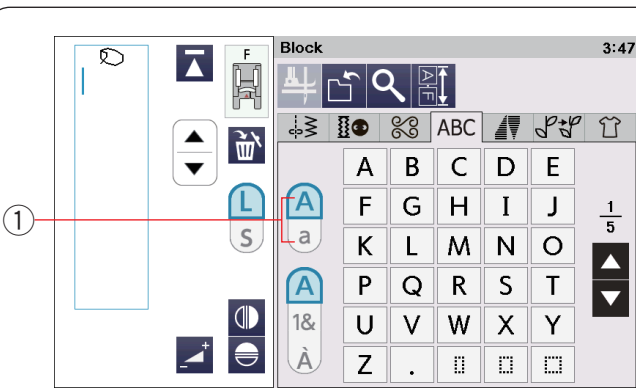 Block 3:47
F
ABC
A B C D E
L A F G H I J 1/5
S a K L M N O
A P Q R S T
1& U V W X Y
À Z .
1